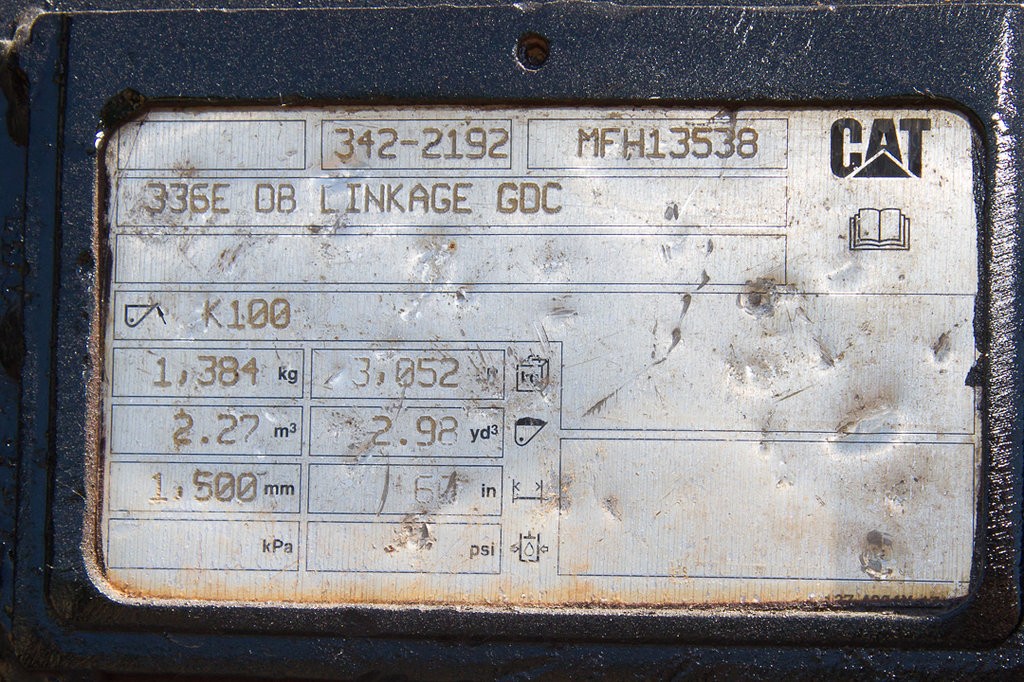 342-2192 MFH13538 CAT
336E DB LINKAGE GDC
K100
1,384 kg 3,052
2.27 m³ 2.98 yd³
1,500 mm in
kPa psi